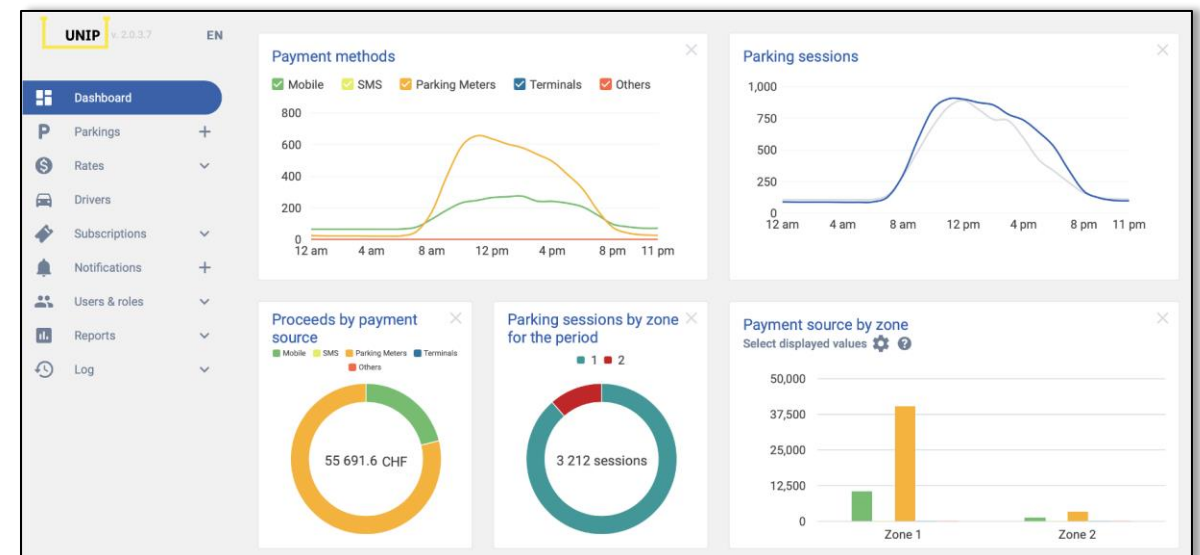 UNIP v. 2.0.3.7 EN
Dashboard
Parkings
Rates
Drivers
Subscriptions
Notifications
Users & roles
Reports
Log
Payment methods
Mobile SMS Parking Meters Terminals Others
800
600
400
200
0
12 am 4 am 8 am 12 pm 4 pm 8 pm 11 pm
Parking sessions
1,000
750
500
250
0
12 am 4 am 8 am 12 pm 4 pm 8 pm 11 pm
Proceeds by payment
source
Mobile SMS Parking Meters Terminals
Others
55 691.6 CHF
Parking sessions by zone
for the period
1 2
3 212 sessions
Payment source by zone
Select displayed values
50,000
37,500
25,000
12,500
0
Zone 1 Zone 2